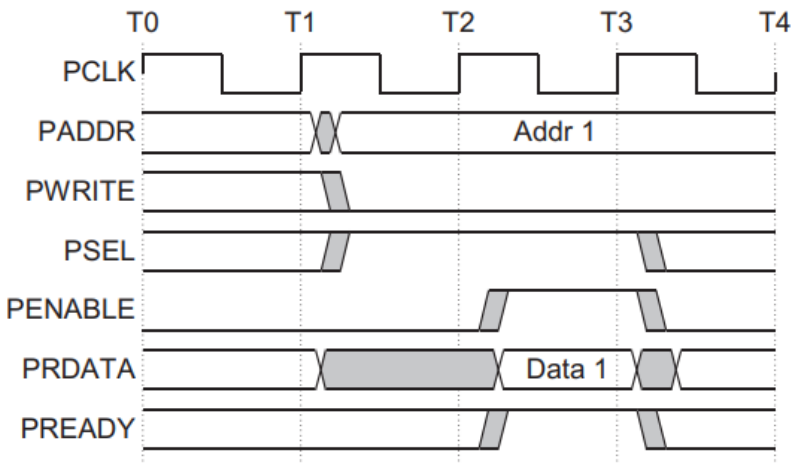 T0 T1 T2 T3 T4
PCLK
PADDR Addr 1
PWRITE
PSEL
PENABLE
PRDATA Data 1
PREADY